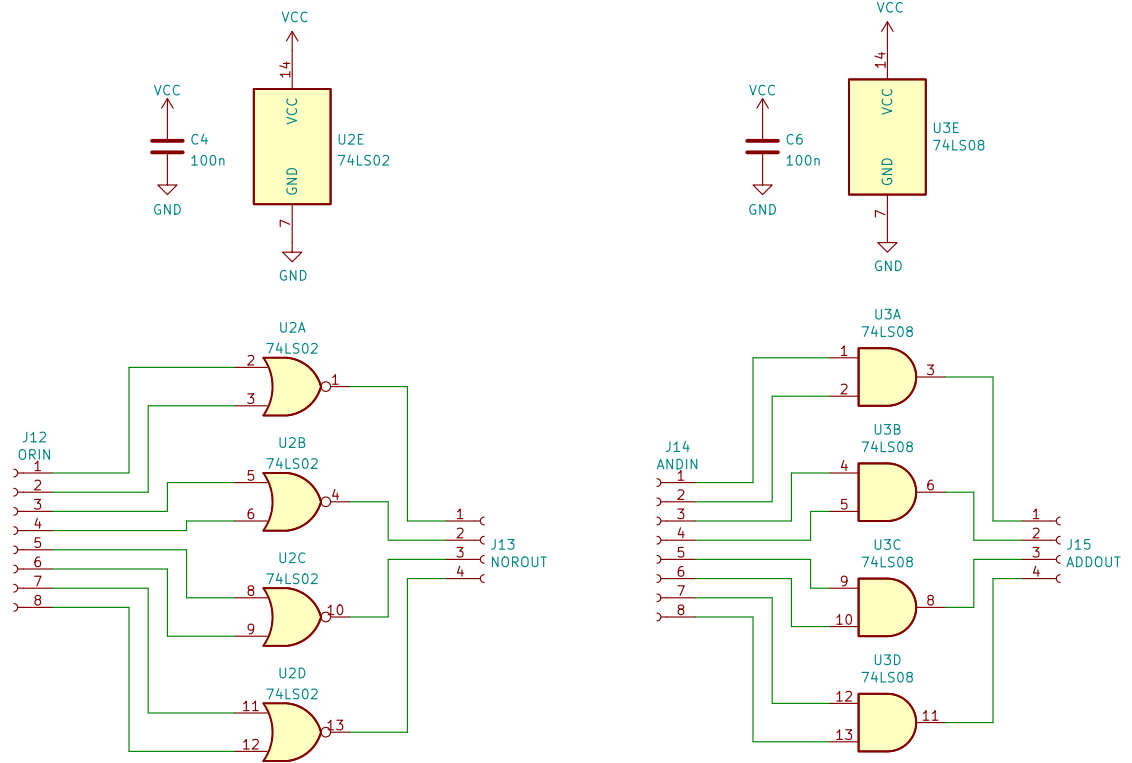 VCC
14
VCC
GND
7
GND
U2E
74LS02
VCC
C4
100n
GND
VCC
14
VCC
GND
7
GND
U3E
74LS08
VCC
C6
100n
GND
U2A
74LS02
2
3
1
U2B
74LS02
5
6
4
U2C
74LS02
8
9
10
U2D
74LS02
11
12
13
J12
ORIN
1
2
3
4
5
6
7
8
1
2
3
4
J13
NOROUT
U3A
74LS08
1
2
3
U3B
74LS08
4
5
6
U3C
74LS08
9
10
8
U3D
74LS08
12
13
11
J14
ANDIN
1
2
3
4
5
6
7
8
1
2
3
4
J15
ADDOUT